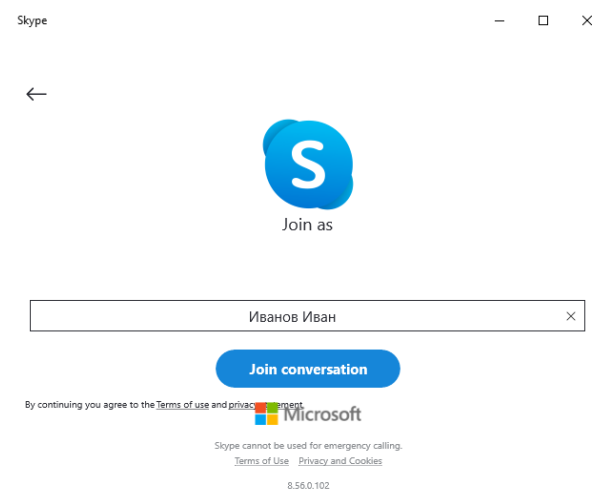 Skype
S
Join as
Иванов Иван
Join conversation
By continuing you agree to the Terms of use and privacy
Microsoft
Skype cannot be used for emergency calling.
Terms of Use Privacy and Cookies
8.56.0.102